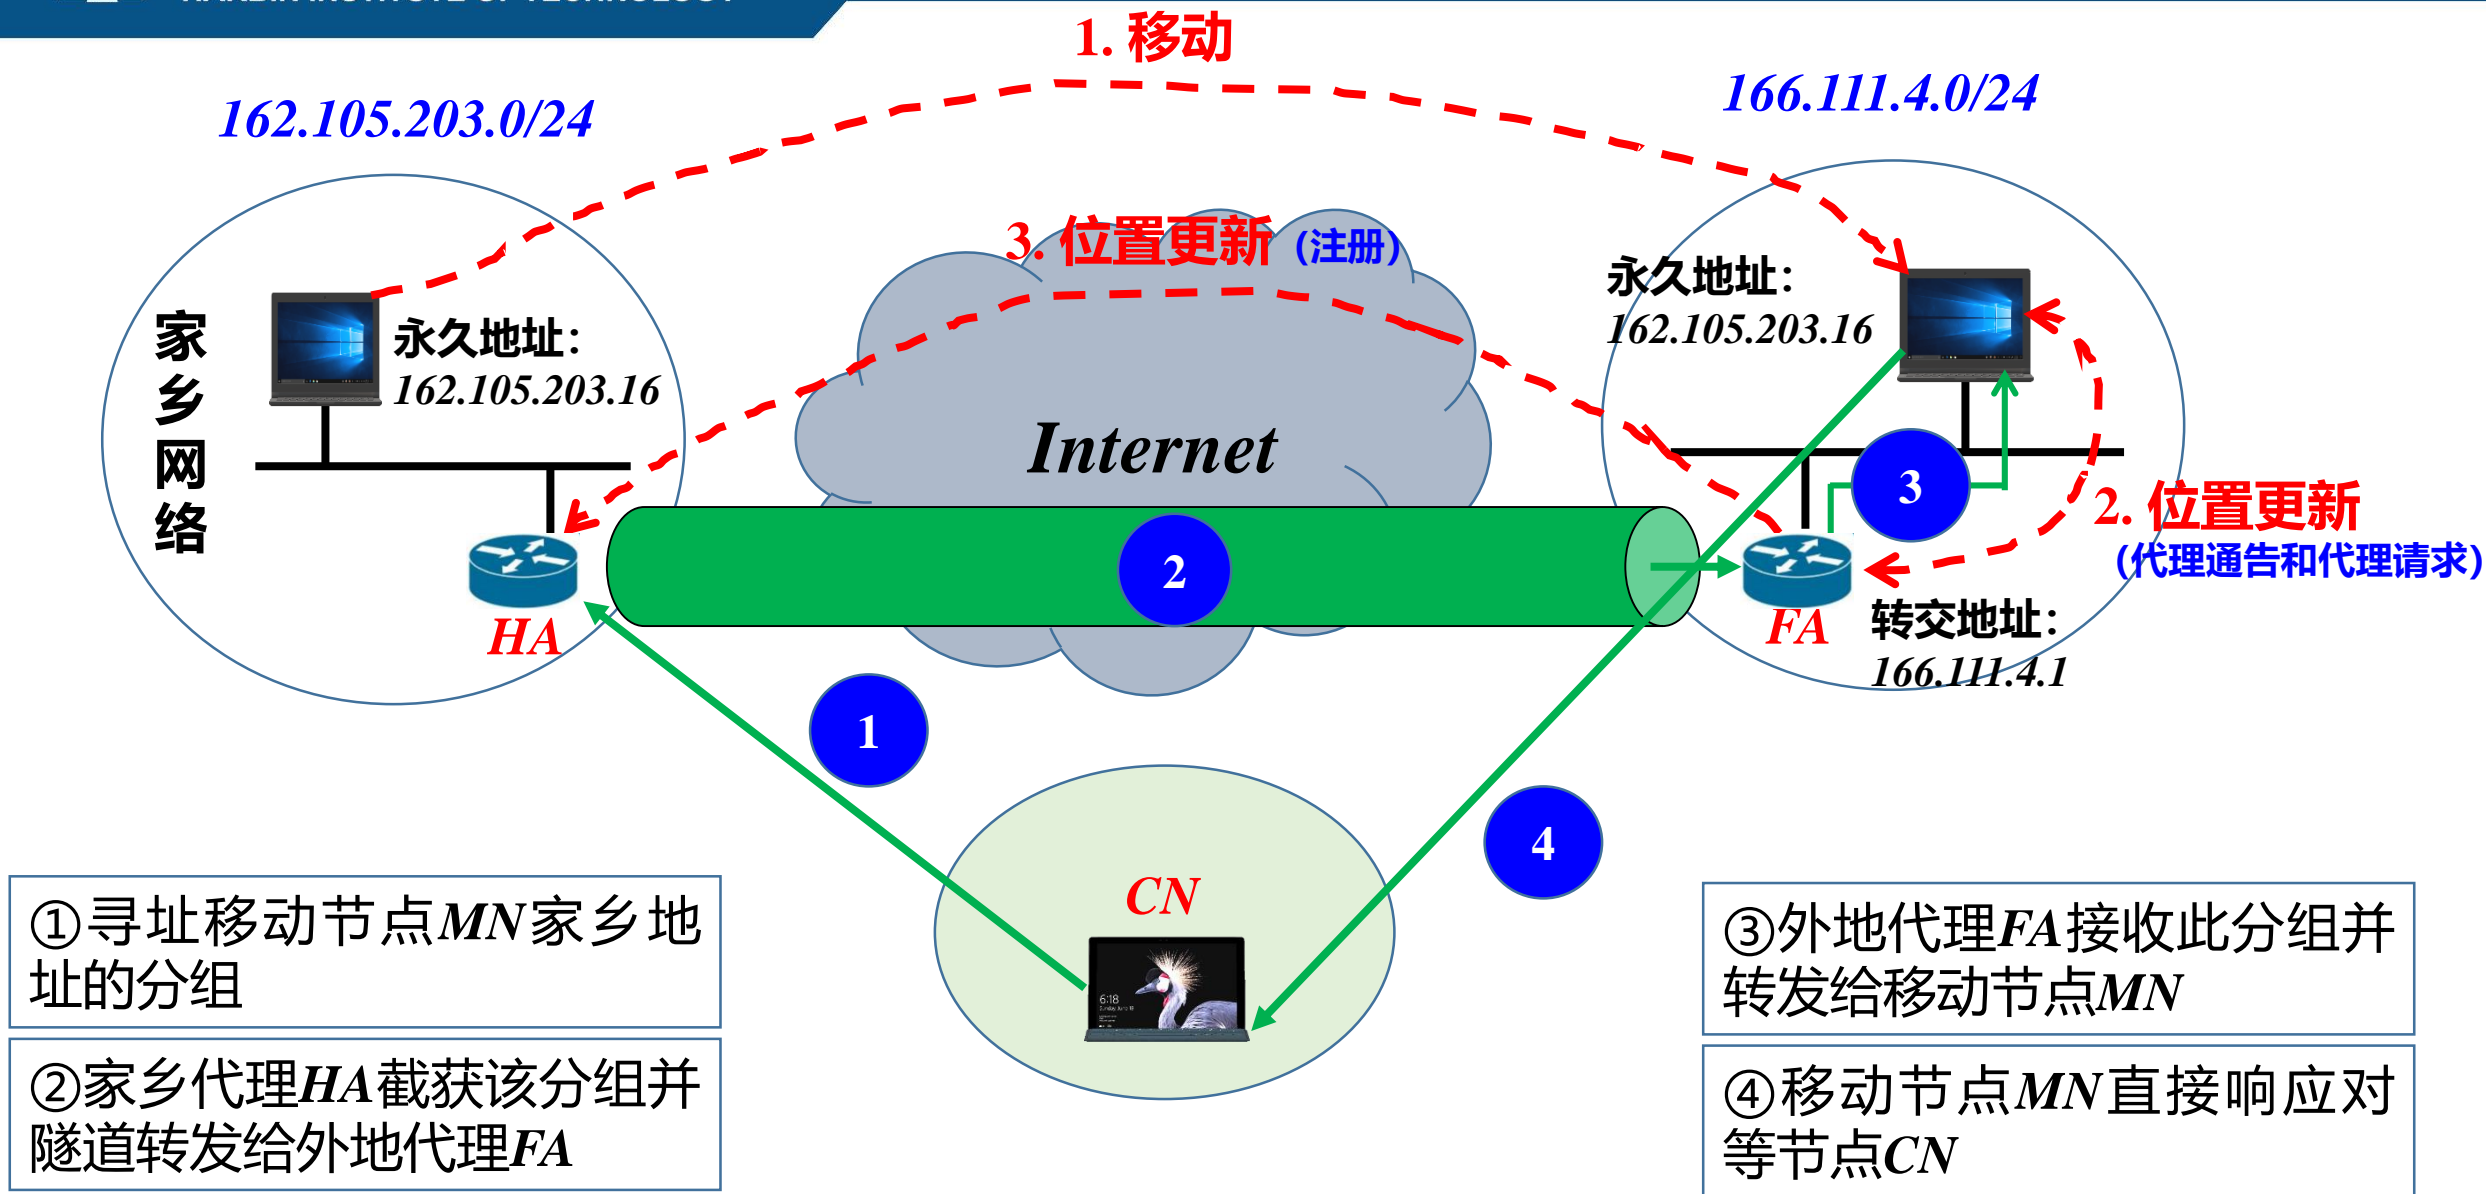 HARBIN INSTITUTE OF TECHNOLOGY
1. 移动
162.105.203.0/24
166.111.4.0/24
3. 位置更新 (注册)
家乡网络
永久地址:
162.105.203.16
永久地址:
162.105.203.16
Internet
3
2
2. 位置更新
(代理通告和代理请求)
HA
FA
转交地址:
166.111.4.1
1
4
CN
6:18
①寻址移动节点MN家乡地
址的分组
②家乡代理HA截获该分组并
隧道转发给外地代理FA
③外地代理FA接收此分组并
转发给移动节点MN
④移动节点MN直接响应对
等节点CN